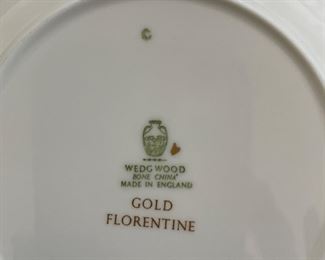 C
WEDGWOOD
BONE CHINA
MADE IN ENGLAND
GOLD
FLORENTINE